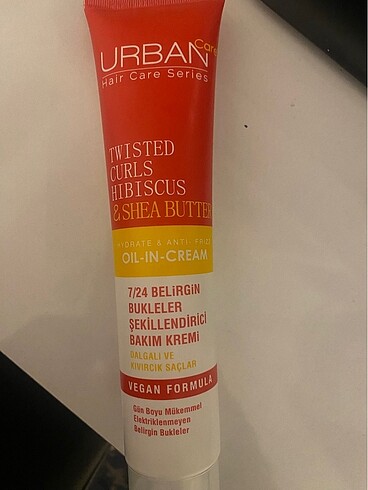 URBAN Care
Hair Care Series
TWISTED
CURLS
HIBISCUS
& SHEA BUTTER
HYDRATE & ANTI-FRIZZ
OIL-IN-CREAM
7/24 BELİRGİN
BUKLELER
ŞEKİLLENDİRİCİ
BAKIM KREMİ
DALGALI VE
KIVIRCIK SAÇLAR
VEGAN FORMULA
Gün Boyu Mükemmel
Elektriklenmeyen
Belirgin Bukleler